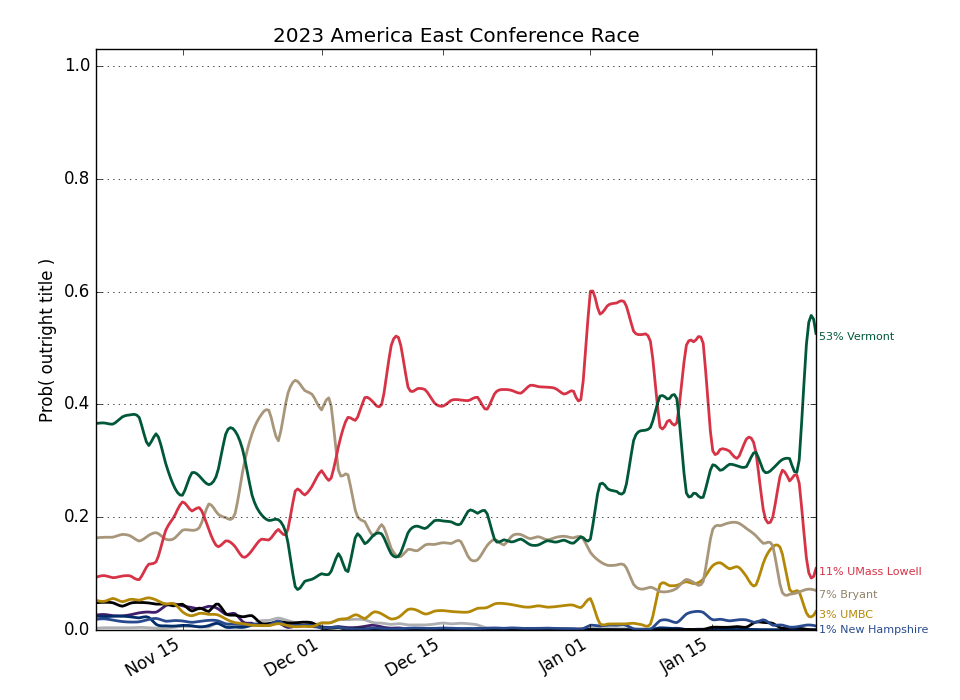 2023 America East Conference Race
Prob( outright title )
1.0
0.8
0.6
0.4
0.2
0.0
Nov 15
Dec 01
Dec 15
Jan 01
Jan 15
53% Vermont
11% UMass Lowell
7% Bryant
3% UMBC
1% New Hampshire